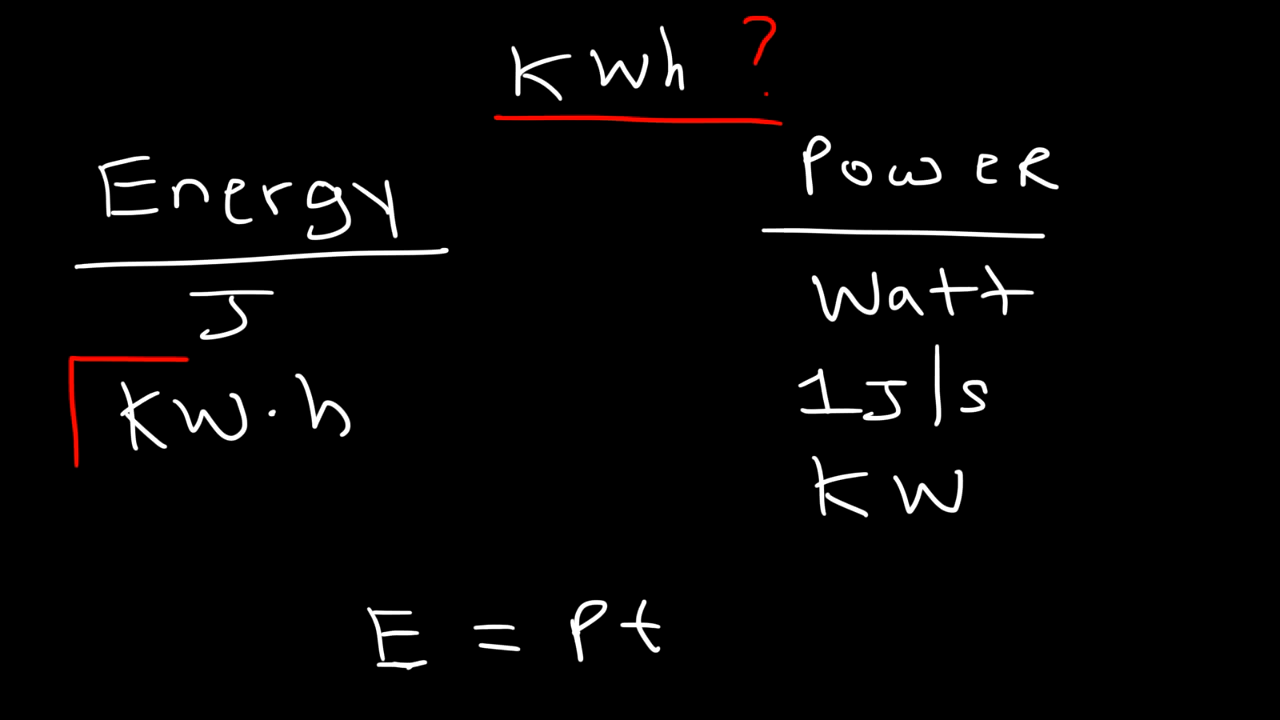 KWh ?
Energy
J
KW·h
Power
Watt
1J/s
KW
E = Pt